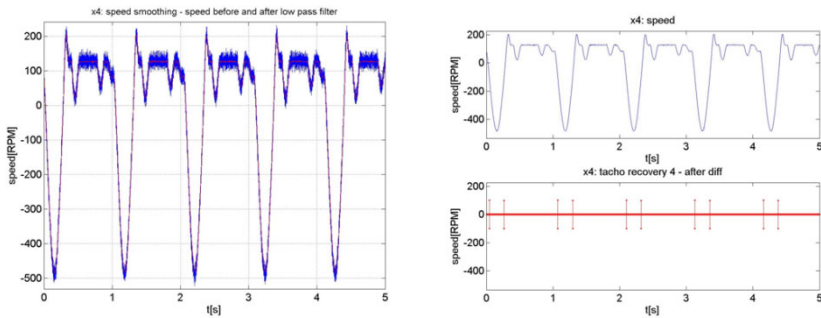 x4: speed smoothing - speed before and after low pass filter
200
100
0
-100
-200
-300
-400
-500
speed[RPM]
0 1 2 3 4 5
t[s]
x4: speed
200
0
-200
-400
speed[RPM]
0 1 2 3 4 5
t[s]
x4: tacho recovery 4 - after diff
200
0
-200
-400
speed[RPM]
0 1 2 3 4 5
t[s]